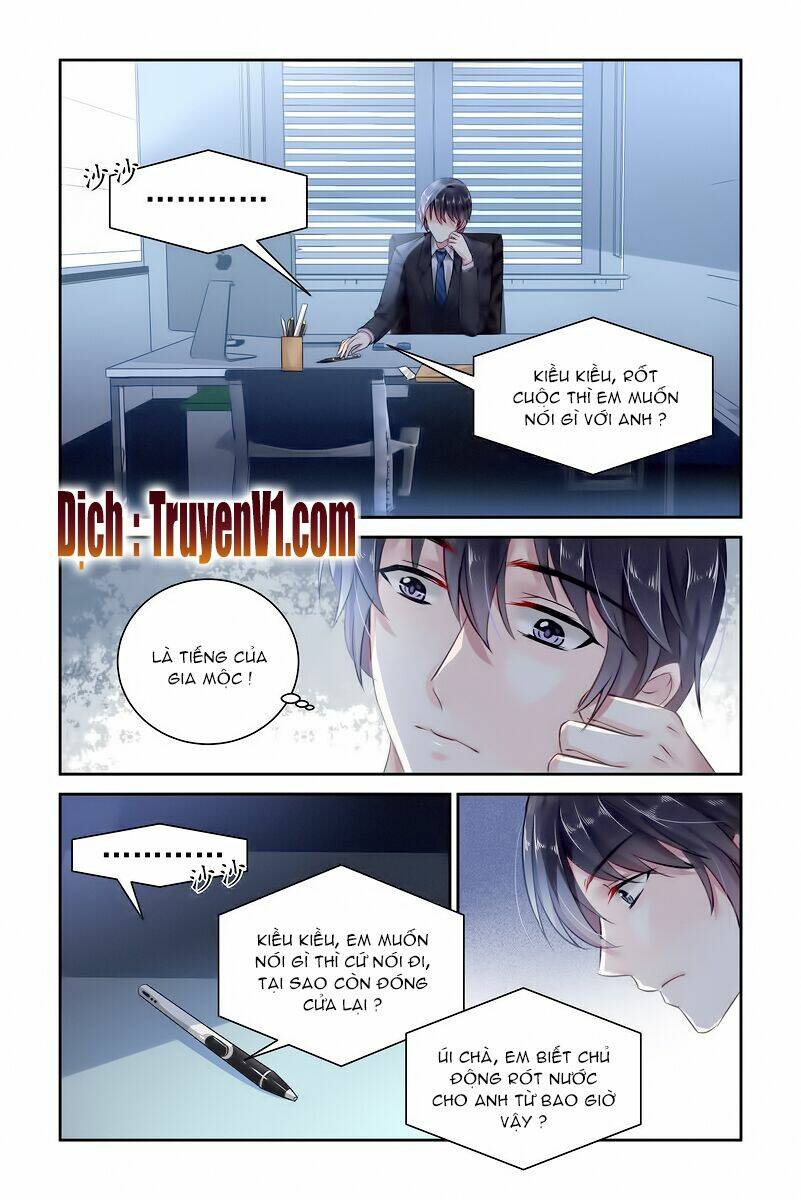 沙沙
............
KIỀU KIỀU, RỐT
CUỘC THÌ EM MUỐN
NÓI GÌ VỚI ANH ?
Dịch : TruyenV1.com
LÀ TIẾNG CỦA
GIA MỘC !
............
沙沙
KIỀU KIỀU, EM MUỐN
NÓI GÌ THÌ CỨ NÓI ĐI,
TẠI SAO CÒN ĐÓNG
CỬA LẠI ?
ÚI CHÀ, EM BIẾT CHỦ
ĐỘNG RÓT NƯỚC
CHO ANH TỪ BAO GIỜ
VẬY ?